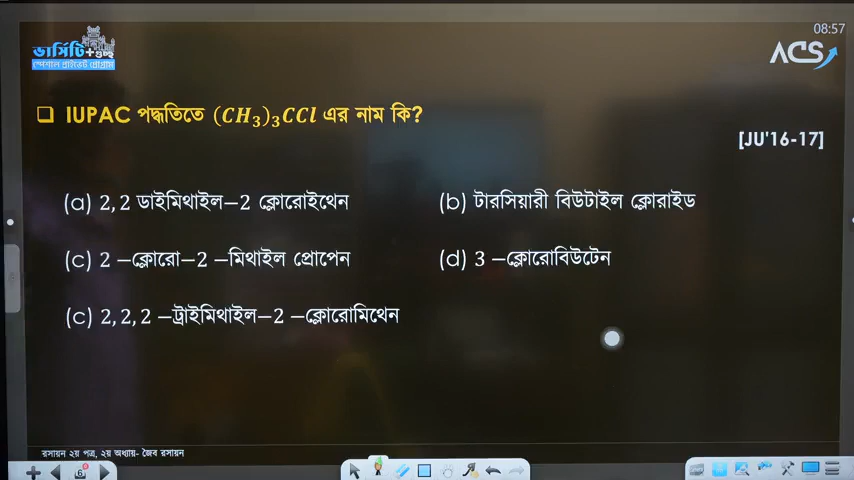 08:57
ভার্সিটি+গুচ্ছ
স্পেশাল প্রাইভেট প্রোগ্রাম
ACS
❑ IUPAC পদ্ধতিতে (CH₃)₃CCl এর নাম কি?
[JU'16-17]
(a) 2, 2 ডাইমিথাইল–2 ক্লোরোইথেন
(b) টারসিয়ারী বিউটাইল ক্লোরাইড
(c) 2 –ক্লোরো–2 –মিথাইল প্রোপেন
(d) 3 –ক্লোরোবিউটেন
(c) 2, 2, 2 –ট্রাইমিথাইল–2 –ক্লোরোমিথেন
রসায়ন ২য় পত্র, ২য় অধ্যায়- জৈব রসায়ন